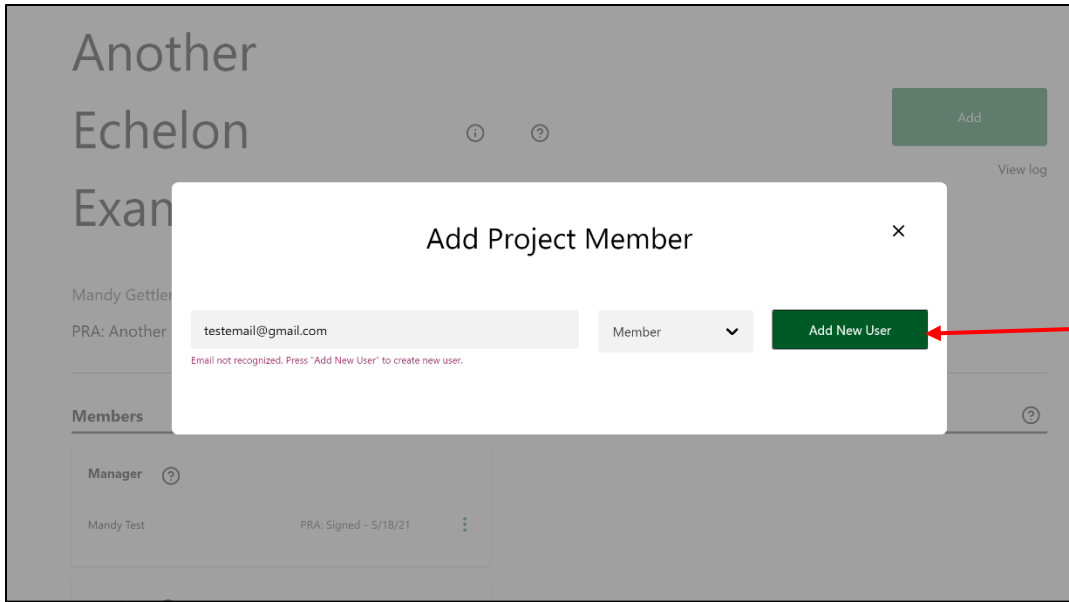 Another
Echelon
Add
View log
Exam
Add Project Member
Mandy Gettler
testemail@gmail.com
Member
Add New User
PRA: Another
Email not recognized. Press "Add New User" to create new user.
Members
Manager
Mandy Test
PRA: Signed - 5/18/21